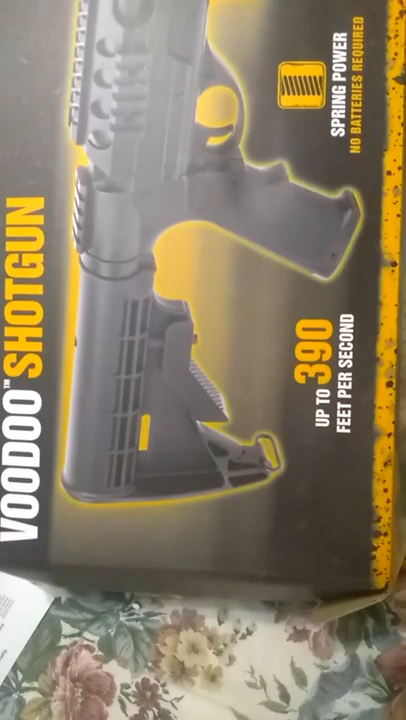 VOODOO™ SHOTGUN
SPRING POWER
NO BATTERIES REQUIRED
UP TO 390
FEET PER SECOND